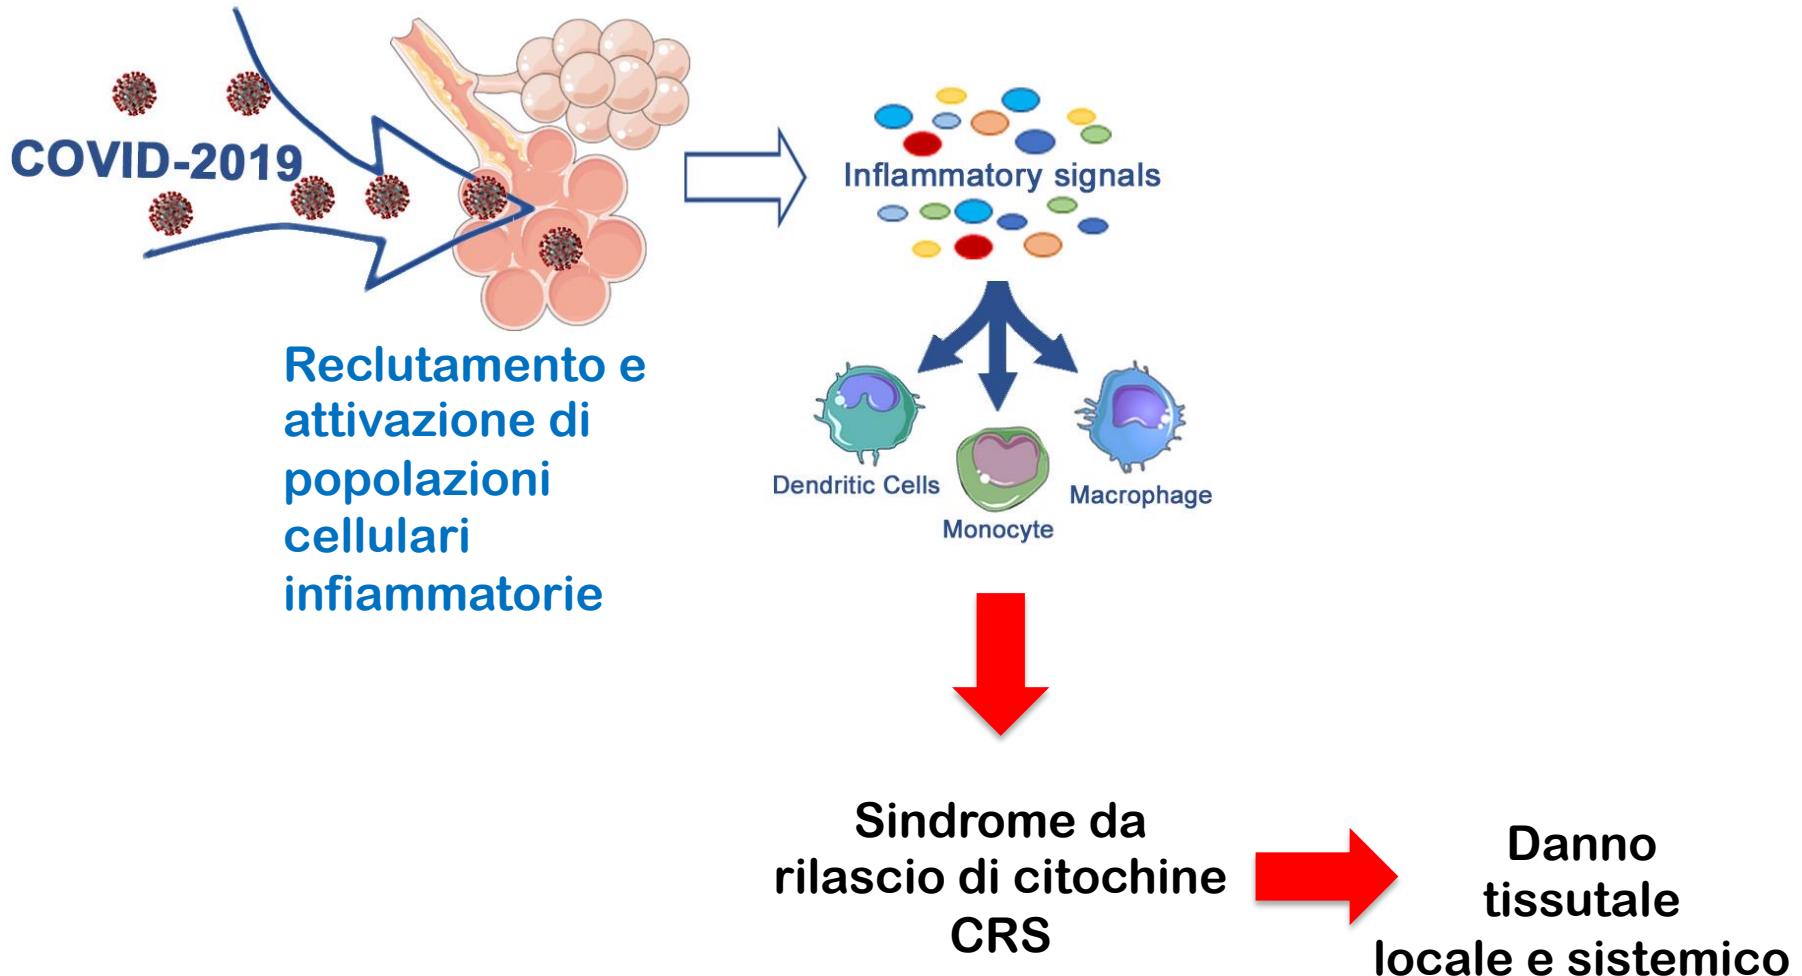 COVID-2019
Inflammatory signals
Reclutamento e
attivazione di
popolazioni
cellulari
infiammatorie
Dendritic Cells
Monocyte
Macrophage
Sindrome da
rilascio di citochine
CRS
Danno
tissutale
locale e sistemico